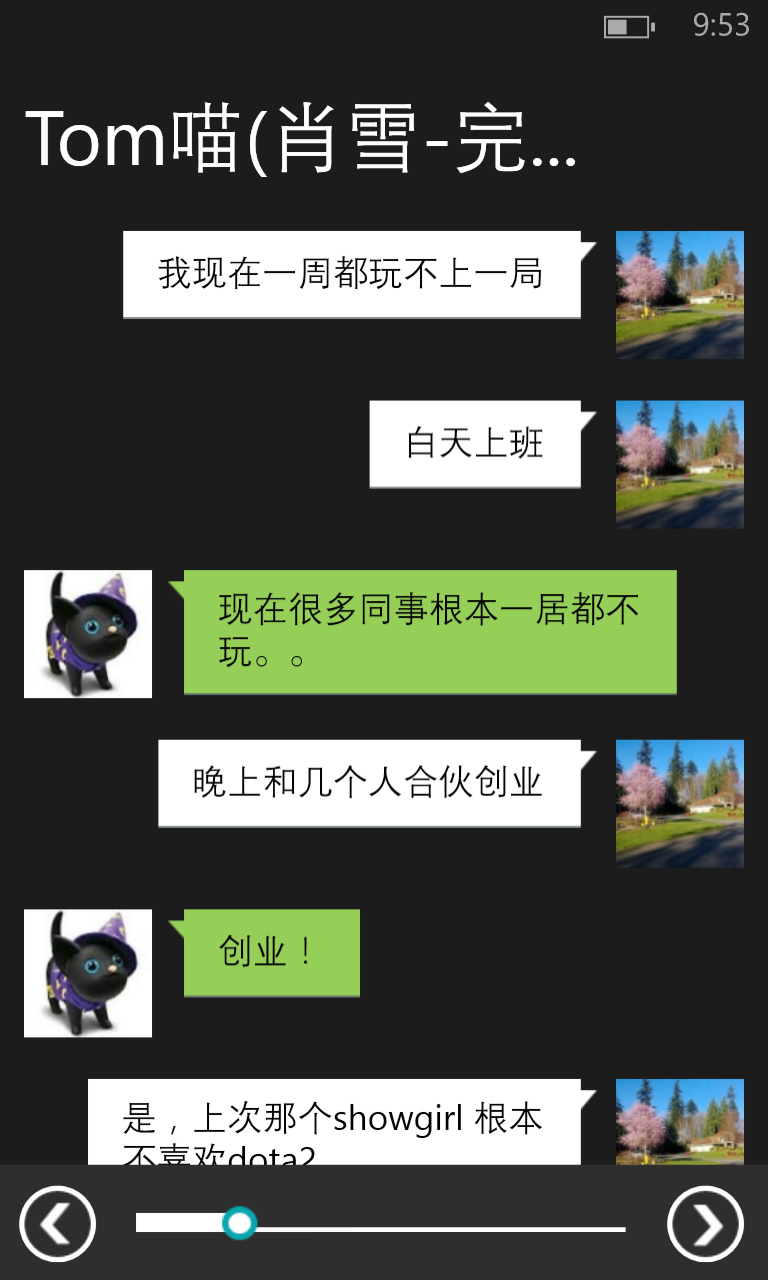 9:53
Tom喵(肖雪-完...
我现在一周都玩不上一局
白天上班
现在很多同事根本一居都不
玩。。
晚上和几个人合伙创业
创业！
是，上次那个showgirl 根本
不喜欢dota2